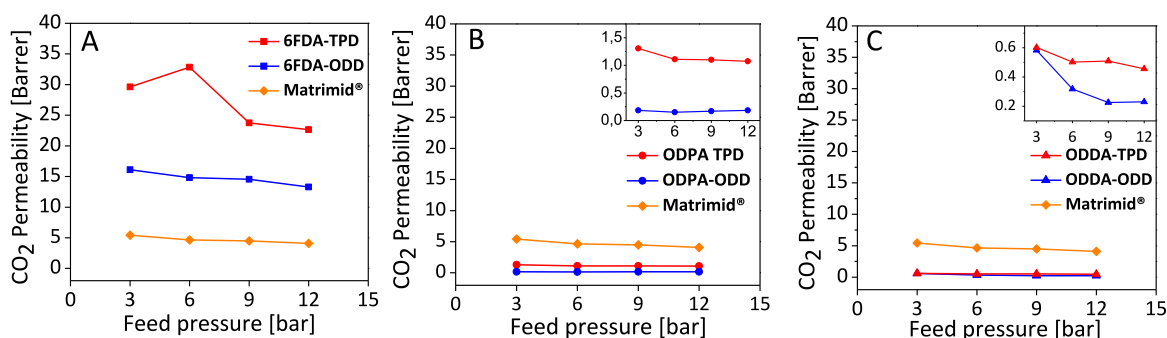 A
CO2 Permeability [Barrer]
40
35
30
25
20
15
10
5
0
6FDA-TPD
6FDA-ODD
Matrimid®
0 3 6 9 12 15
Feed pressure [bar]
B
CO2 Permeability [Barrer]
40
35
30
25
20
15
10
5
0
1,5
1,0
0,5
0,0
3 6 9 12
ODPA TPD
ODPA-ODD
Matrimid®
0 3 6 9 12 15
Feed pressure [bar]
C
CO2 Permeability [Barrer]
40
35
30
25
20
15
10
5
0
0.6
0.4
0.2
3 6 9 12
ODDA-TPD
ODDA-ODD
Matrimid®
0 3 6 9 12 15
Feed pressure [bar]